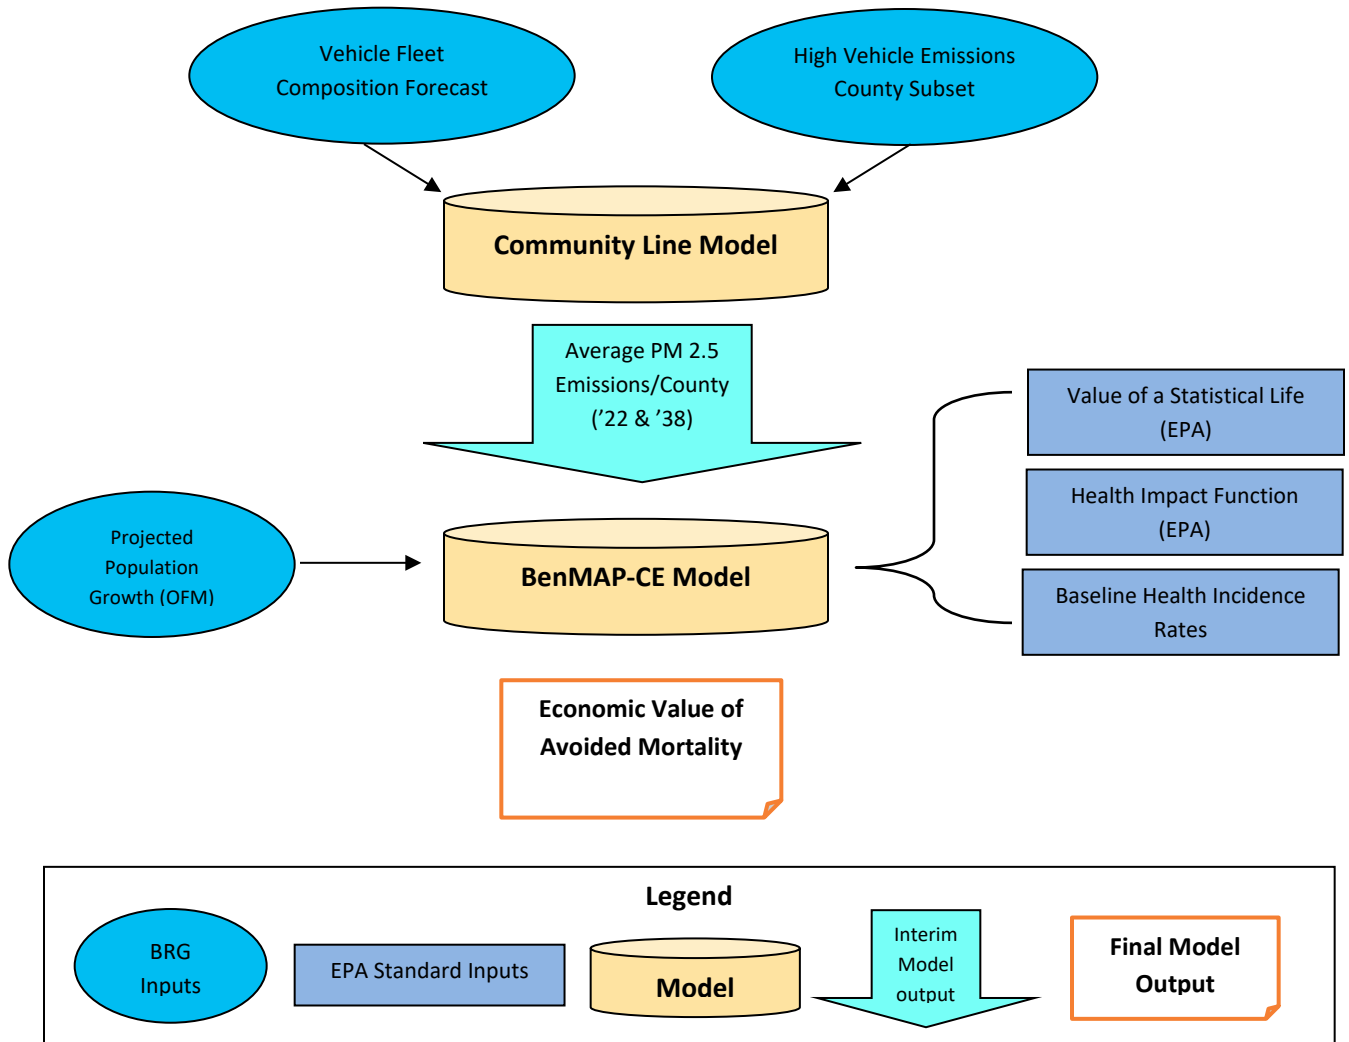 Vehicle Fleet
Composition Forecast
High Vehicle Emissions
County Subset
Community Line Model
Average PM 2.5
Emissions/County
(’22 & ’38)
Value of a Statistical Life
(EPA)
Health Impact Function
(EPA)
Baseline Health Incidence
Rates
Projected
Population
Growth (OFM)
BenMAP-CE Model
Economic Value of
Avoided Mortality
Legend
BRG
Inputs
EPA Standard Inputs
Model
Interim
Model
output
Final Model
Output